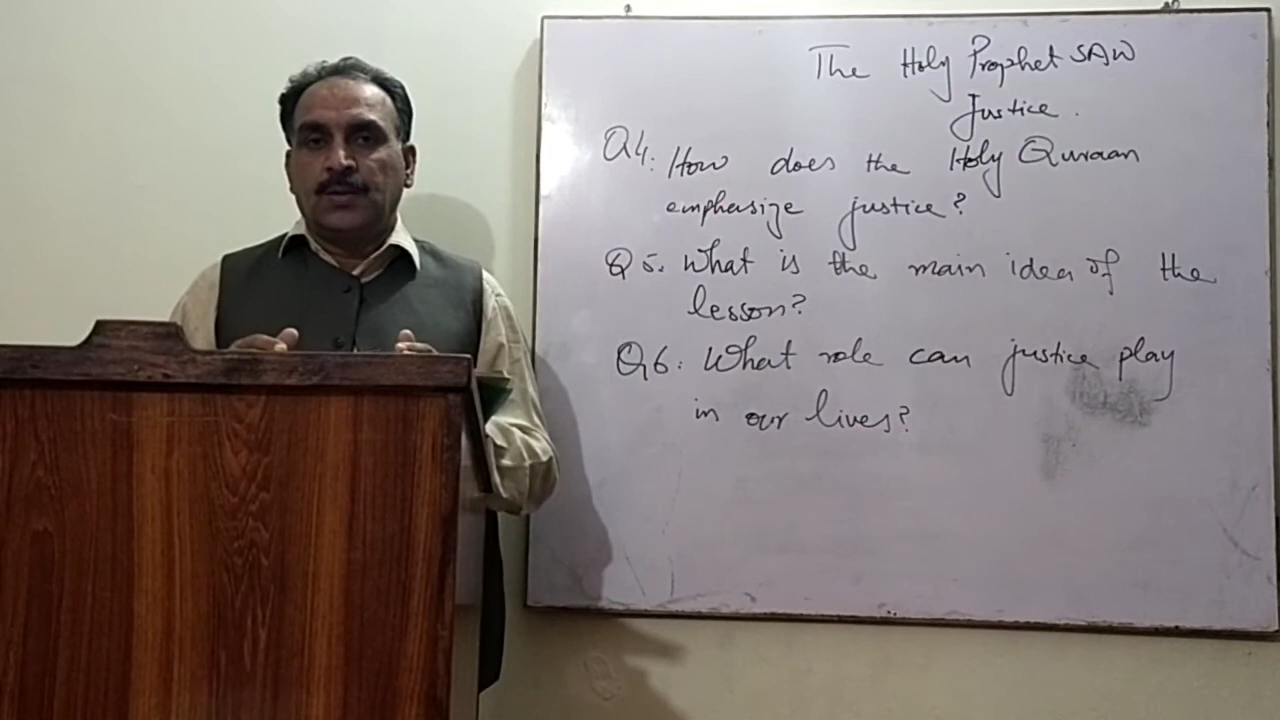 The Holy Prophet SAW
Justice.
Q4: How does the Holy Quraan
emphasize justice?
Q5. What is the main idea of the
lesson?
Q6: What role can justice play
in our lives?